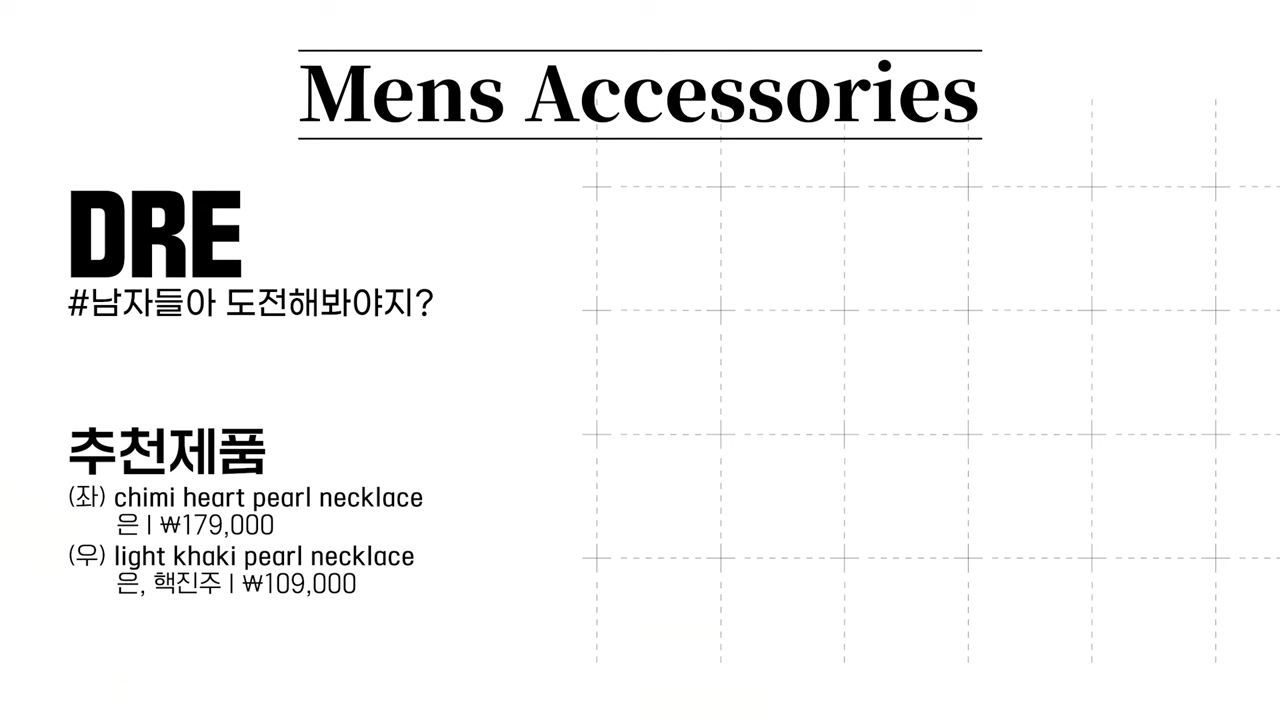 Mens Accessories
DRE
#남자들아 도전해봐야지?
추천제품
(좌) chimi heart pearl necklace
은 | ₩179,000
(우) light khaki pearl necklace
은, 핵진주 | ₩109,000